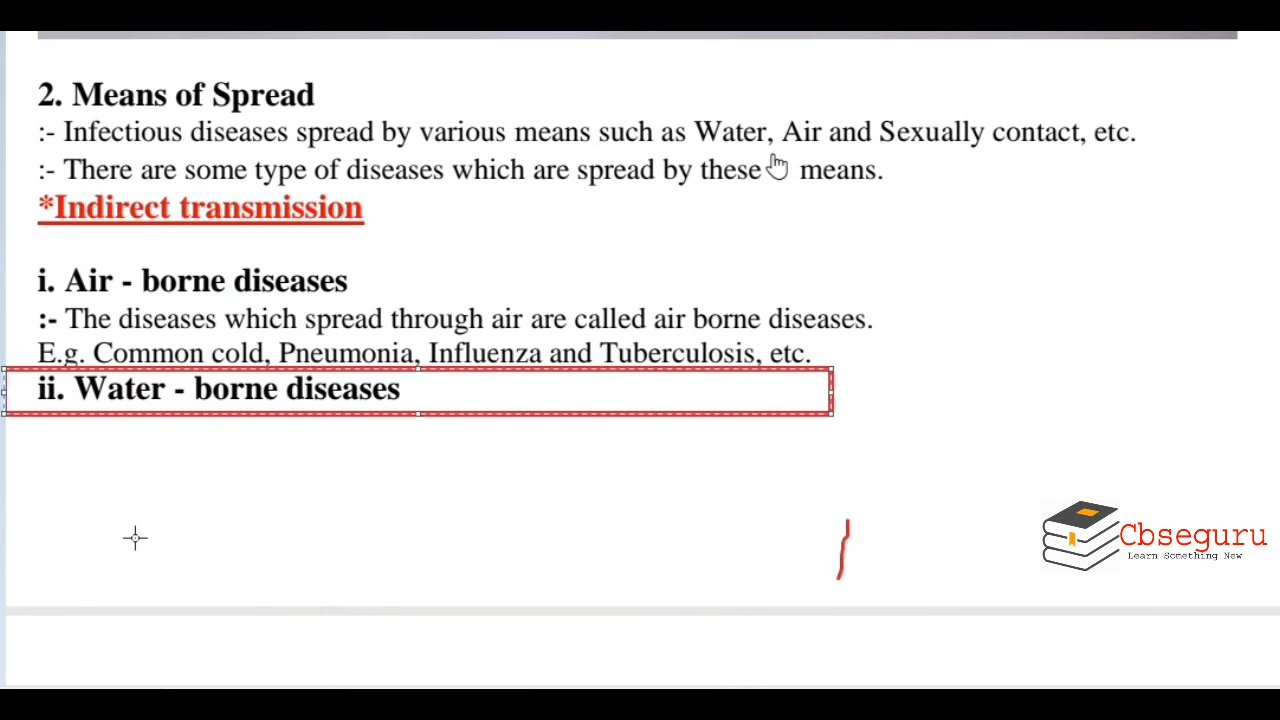 2. Means of Spread
:- Infectious diseases spread by various means such as Water, Air and Sexually contact, etc.
:- There are some type of diseases which are spread by these means.
*Indirect transmission
i. Air - borne diseases
:- The diseases which spread through air are called air borne diseases.
E.g. Common cold, Pneumonia, Influenza and Tuberculosis, etc.
ii. Water - borne diseases
Cbseguru
Learn Something New